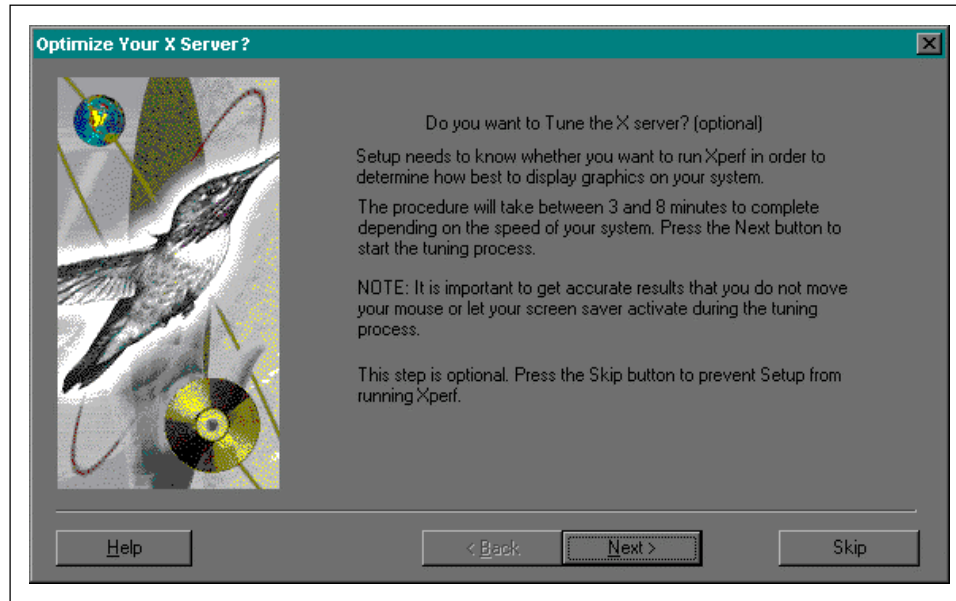 Optimize Your X Server?
Do you want to Tune the X server? (optional)
Setup needs to know whether you want to run Xperf in order to
determine how best to display graphics on your system.
The procedure will take between 3 and 8 minutes to complete
depending on the speed of your system. Press the Next button to
start the tuning process.
NOTE: It is important to get accurate results that you do not move
your mouse or let your screen saver activate during the tuning
process.
This step is optional. Press the Skip button to prevent Setup from
running Xperf.
Help
< Back
Next >
Skip